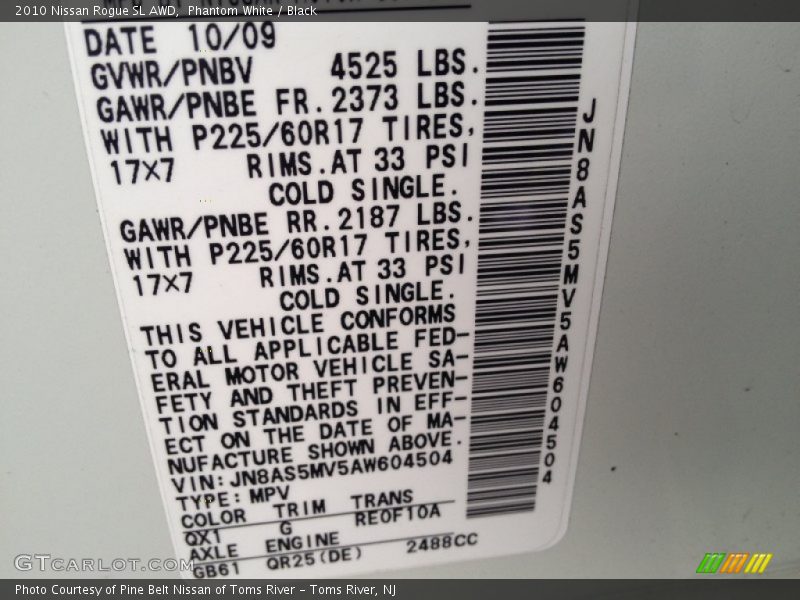 2010 Nissan Rogue SL AWD, Phantom White / Black
DATE 10/09
GVWR/PNBV 4525 LBS.
GAWR/PNBE FR. 2373 LBS.
WITH P225/60R17 TIRES,
17×7 RIMS. AT 33 PSI
COLD SINGLE.
GAWR/PNBE RR. 2187 LBS.
WITH P225/60R17 TIRES,
17×7 RIMS. AT 33 PSI
COLD SINGLE.
THIS VEHICLE CONFORMS
TO ALL APPLICABLE FED-
ERAL MOTOR VEHICLE SA-
FETY AND THEFT PREVEN-
TION STANDARDS IN EFF-
ECT ON THE DATE OF MA-
NUFACTURE SHOWN ABOVE.
VIN: JN8AS5MV5AW604504
TYPE: MPV
COLOR TRIM TRANS
QX1 G RE0F10A
AXLE ENGINE
GB61 QR25(DE) 2488CC
JN8AS5MV5AW604504
GTCARLOT.COM
Photo Courtesy of Pine Belt Nissan of Toms River – Toms River, NJ